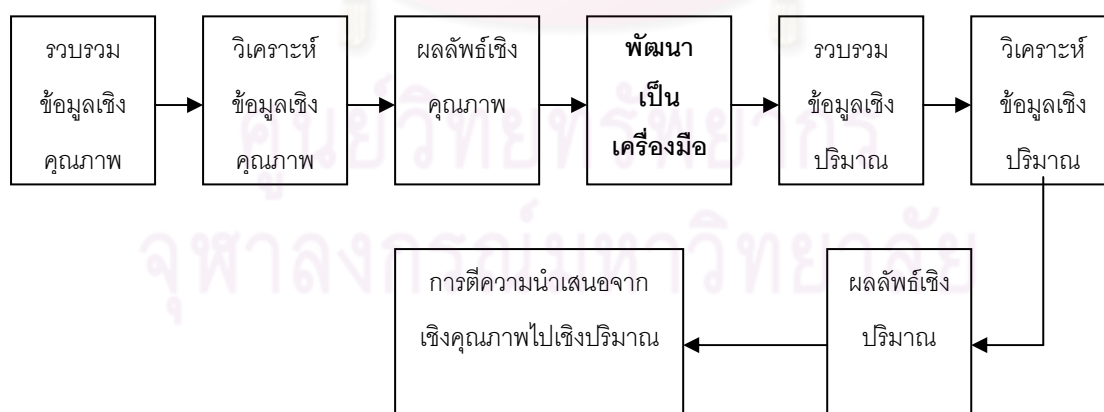 รวบรวม
ข้อมูลเชิง
คุณภาพ
วิเคราะห์
ข้อมูลเชิง
คุณภาพ
ผลลัพธ์เชิง
คุณภาพ
พัฒนา
เป็น
เครื่องมือ
รวบรวม
ข้อมูลเชิง
ปริมาณ
วิเคราะห์
ข้อมูลเชิง
ปริมาณ
ศูนย์วิทยทรัพยากร
จุฬาลงกรณ์มหาวิทยาลัย
การตีความนำเสนอจาก
เชิงคุณภาพไปเชิงปริมาณ
ผลลัพธ์เชิง
ปริมาณ